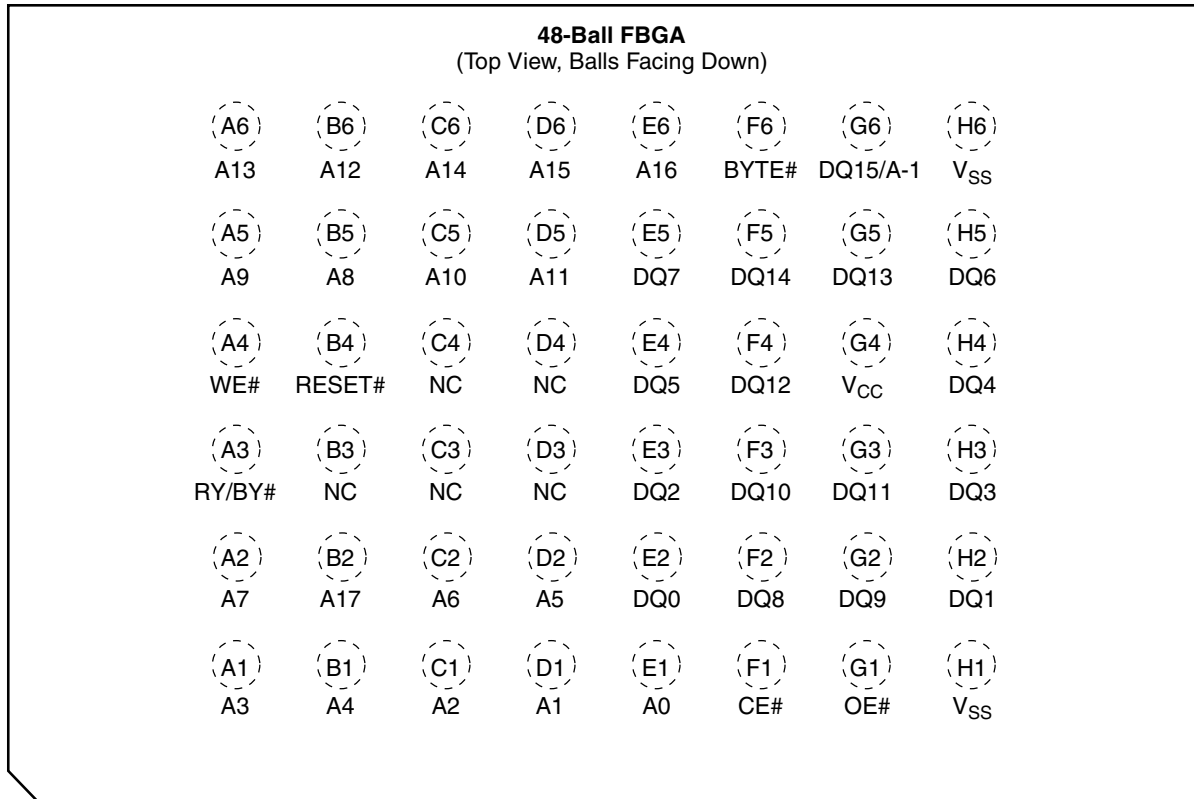 48-Ball FBGA
(Top View, Balls Facing Down)
A6 B6 C6 D6 E6 F6 G6 H6
A13 A12 A14 A15 A16 BYTE# DQ15/A-1 VSS
A5 B5 C5 D5 E5 F5 G5 H5
A9 A8 A10 A11 DQ7 DQ14 DQ13 DQ6
A4 B4 C4 D4 E4 F4 G4 H4
WE# RESET# NC NC DQ5 DQ12 VCC DQ4
A3 B3 C3 D3 E3 F3 G3 H3
RY/BY# NC NC NC DQ2 DQ10 DQ11 DQ3
A2 B2 C2 D2 E2 F2 G2 H2
A7 A17 A6 A5 DQ0 DQ8 DQ9 DQ1
A1 B1 C1 D1 E1 F1 G1 H1
A3 A4 A2 A1 A0 CE# OE# VSS